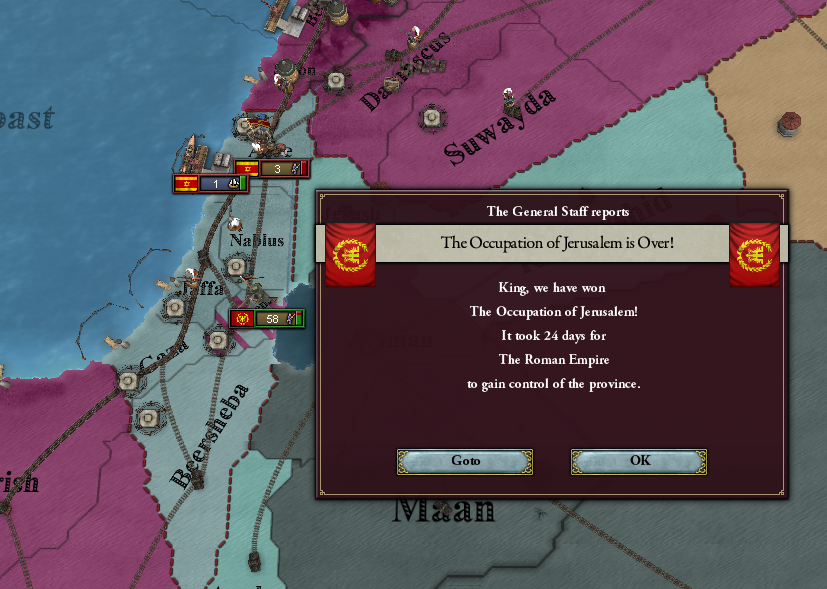 Damascus
Suwayda
3
1
Nablus
Jaffa
58
Gaza
Beersheba
Maan
The General Staff reports
The Occupation of Jerusalem is Over!
King, we have won
The Occupation of Jerusalem!
It took 24 days for
The Roman Empire
to gain control of the province.
Goto
OK